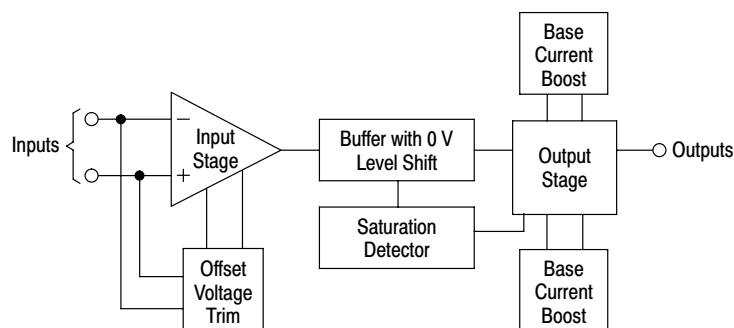 Base
Current
Boost
Inputs
−
+
Input
Stage
Buffer with 0 V
Level Shift
Output
Stage
Outputs
Saturation
Detector
Offset
Voltage
Trim
Base
Current
Boost